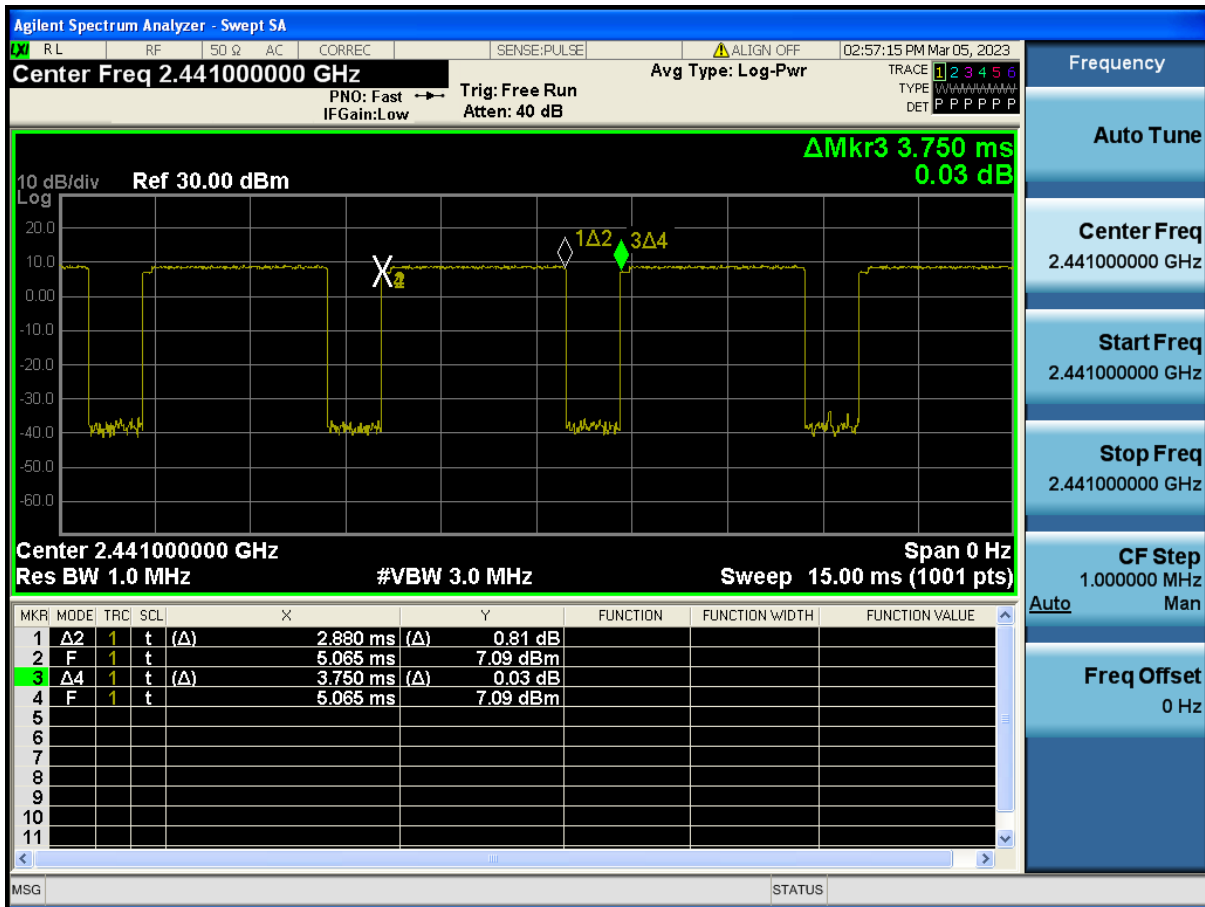 Agilent Spectrum Analyzer - Swept SA
LXI RL RF 50 Ω AC CORREC SENSE:PULSE ALIGN OFF 02:57:15 PM Mar 05, 2023
Center Freq 2.441000000 GHz
PNO: Fast
IFGain:Low
Trig: Free Run
Atten: 40 dB
Avg Type: Log-Pwr
TRACE 1 2 3 4 5 6
TYPE
DET P P P P P P
ΔMkr3 3.750 ms
0.03 dB
10 dB/div Ref 30.00 dBm
Log
20.0
10.0
0.00
-10.0
-20.0
-30.0
-40.0
-50.0
-60.0
1Δ2 3Δ4
Center 2.441000000 GHz Span 0 Hz
Res BW 1.0 MHz #VBW 3.0 MHz Sweep 15.00 ms (1001 pts)
MKR MODE TRC SCL X Y FUNCTION FUNCTION WIDTH FUNCTION VALUE
1 Δ2 1 t (Δ) 2.880 ms (Δ) 0.81 dB
2 F 1 t 5.065 ms 7.09 dBm
3 Δ4 1 t (Δ) 3.750 ms (Δ) 0.03 dB
4 F 1 t 5.065 ms 7.09 dBm
5
6
7
8
9
10
11
MSG STATUS
Frequency
Auto Tune
Center Freq
2.441000000 GHz
Start Freq
2.441000000 GHz
Stop Freq
2.441000000 GHz
CF Step
1.000000 MHz
Auto Man
Freq Offset
0 Hz